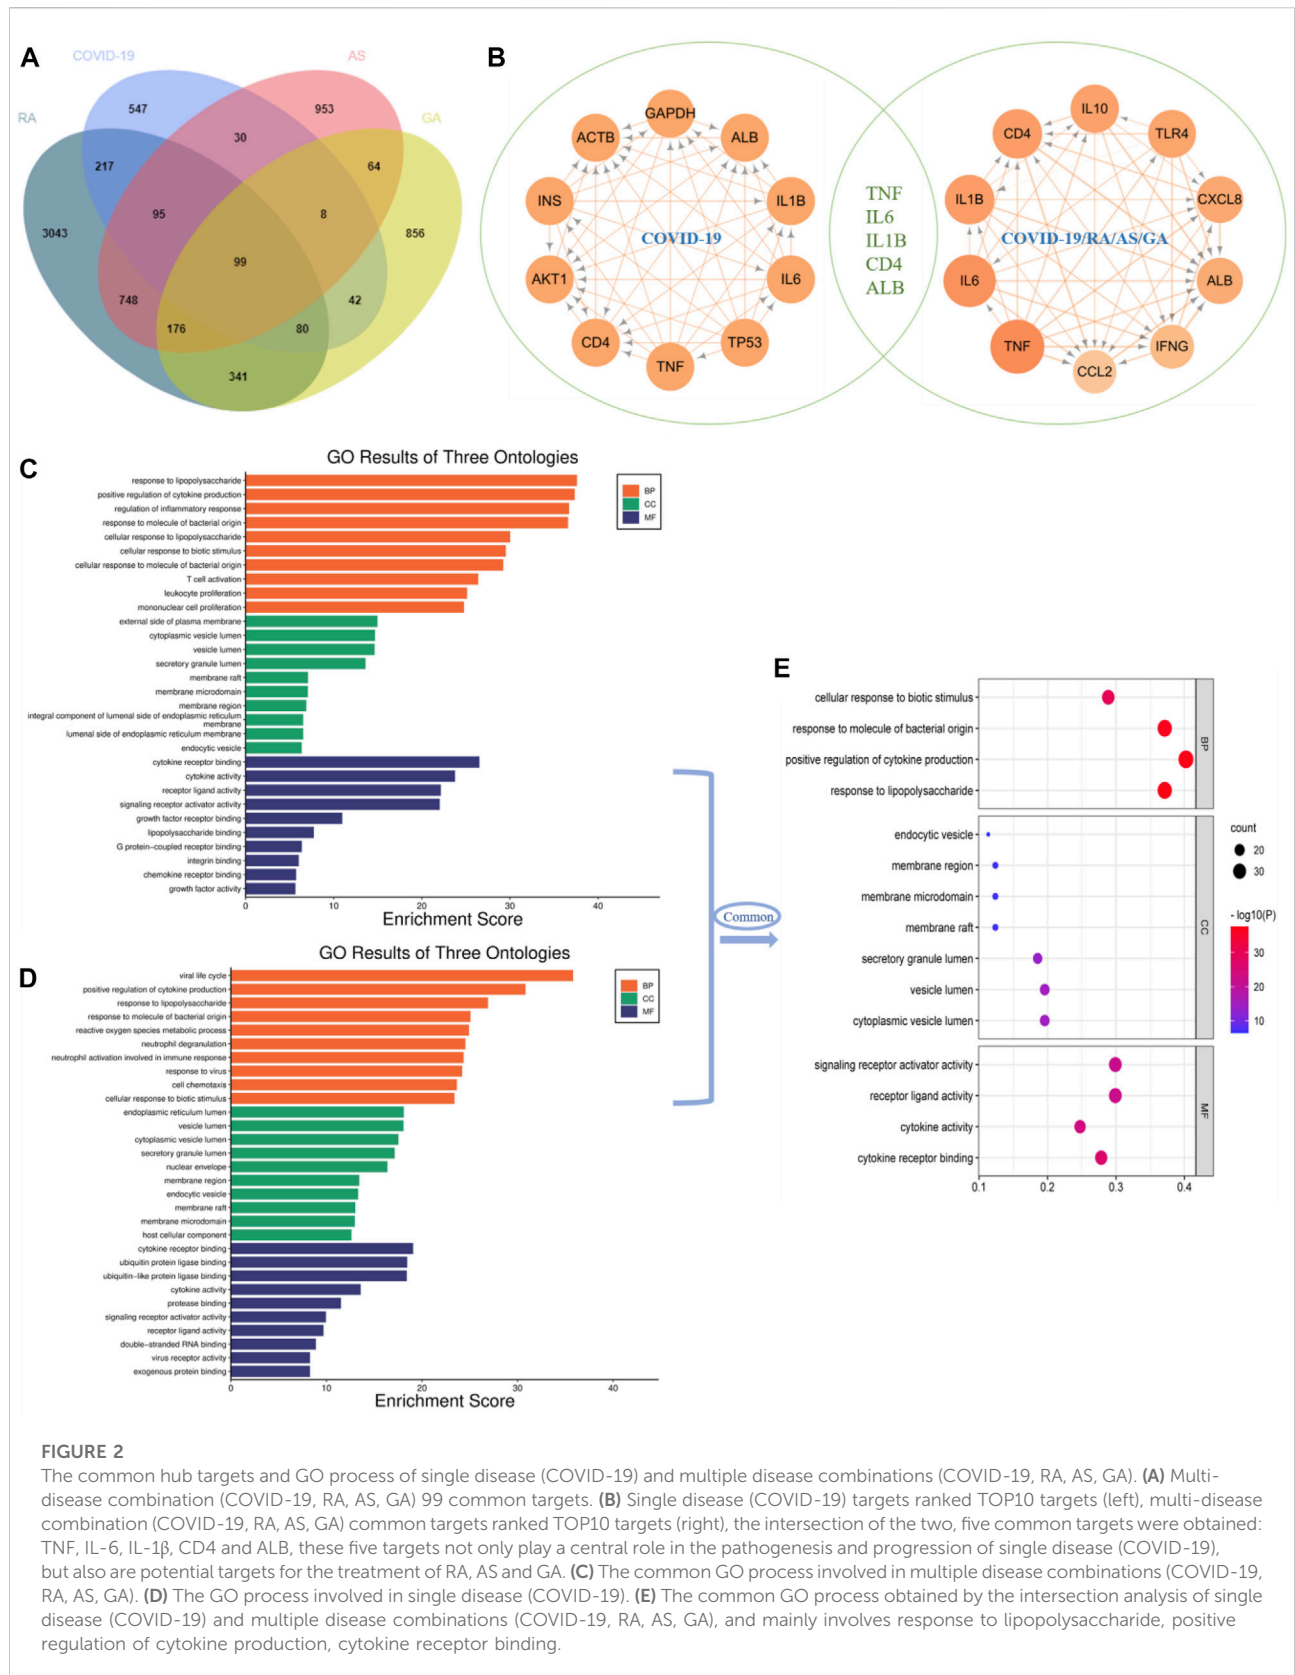 A
COVID-19
AS
RA
GA
547
953
30
217
64
95
8
3043
856
99
748
42
176
80
341
B
GAPDH
ACTB
ALB
INS
IL1B
COVID-19
AKT1
IL6
CD4
TP53
TNF
TNF
IL6
IL1B
CD4
ALB
IL10
CD4
TLR4
IL1B
CXCL8
COVID-19/RA/AS/GA
IL6
ALB
TNF
IFNG
CCL2
C
GO Results of Three Ontologies
response to lipopolysaccharide
positive regulation of cytokine production
regulation of inflammatory response
response to molecule of bacterial origin
cellular response to lipopolysaccharide
cellular response to biotic stimulus
cellular response to molecule of bacterial origin
T cell activation
leukocyte proliferation
mononuclear cell proliferation
external side of plasma membrane
cytoplasmic vesicle lumen
vesicle lumen
secretory granule lumen
membrane raft
membrane microdomain
membrane region
integral component of lumenal side of endoplasmic reticulum
membrane
lumenal side of endoplasmic reticulum membrane
endocytic vesicle
cytokine receptor binding
cytokine activity
receptor ligand activity
signaling receptor activator activity
growth factor receptor binding
lipopolysaccharide binding
G protein-coupled receptor binding
integrin binding
chemokine receptor binding
growth factor activity
BP
CC
MF
0 10 20 30 40
Enrichment Score
D
GO Results of Three Ontologies
viral life cycle
positive regulation of cytokine production
response to lipopolysaccharide
response to molecule of bacterial origin
reactive oxygen species metabolic process
neutrophil degranulation
neutrophil activation involved in immune response
response to virus
cell chemotaxis
cellular response to biotic stimulus
endoplasmic reticulum lumen
vesicle lumen
cytoplasmic vesicle lumen
secretory granule lumen
nuclear envelope
membrane region
endocytic vesicle
membrane raft
membrane microdomain
host cellular component
cytokine receptor binding
ubiquitin protein ligase binding
ubiquitin-like protein ligase binding
cytokine activity
protease binding
signaling receptor activator activity
receptor ligand activity
double-stranded RNA binding
virus receptor activity
exogenous protein binding
BP
CC
MF
0 10 20 30 40
Enrichment Score
Common
E
cellular response to biotic stimulus
response to molecule of bacterial origin
positive regulation of cytokine production
response to lipopolysaccharide
BP
endocytic vesicle
membrane region
membrane microdomain
membrane raft
secretory granule lumen
vesicle lumen
cytoplasmic vesicle lumen
CC
signaling receptor activator activity
receptor ligand activity
cytokine activity
cytokine receptor binding
MF
0.1 0.2 0.3 0.4
count
20
30
- log10(P)
30
20
10
FIGURE 2
The common hub targets and GO process of single disease (COVID-19) and multiple disease combinations (COVID-19, RA, AS, GA). (A) Multi-
disease combination (COVID-19, RA, AS, GA) 99 common targets. (B) Single disease (COVID-19) targets ranked TOP10 targets (left), multi-disease
combination (COVID-19, RA, AS, GA) common targets ranked TOP10 targets (right), the intersection of the two, five common targets were obtained:
TNF, IL-6, IL-1β, CD4 and ALB, these five targets not only play a central role in the pathogenesis and progression of single disease (COVID-19),
but also are potential targets for the treatment of RA, AS and GA. (C) The common GO process involved in multiple disease combinations (COVID-19,
RA, AS, GA). (D) The GO process involved in single disease (COVID-19). (E) The common GO process obtained by the intersection analysis of single
disease (COVID-19) and multiple disease combinations (COVID-19, RA, AS, GA), and mainly involves response to lipopolysaccharide, positive
regulation of cytokine production, cytokine receptor binding.